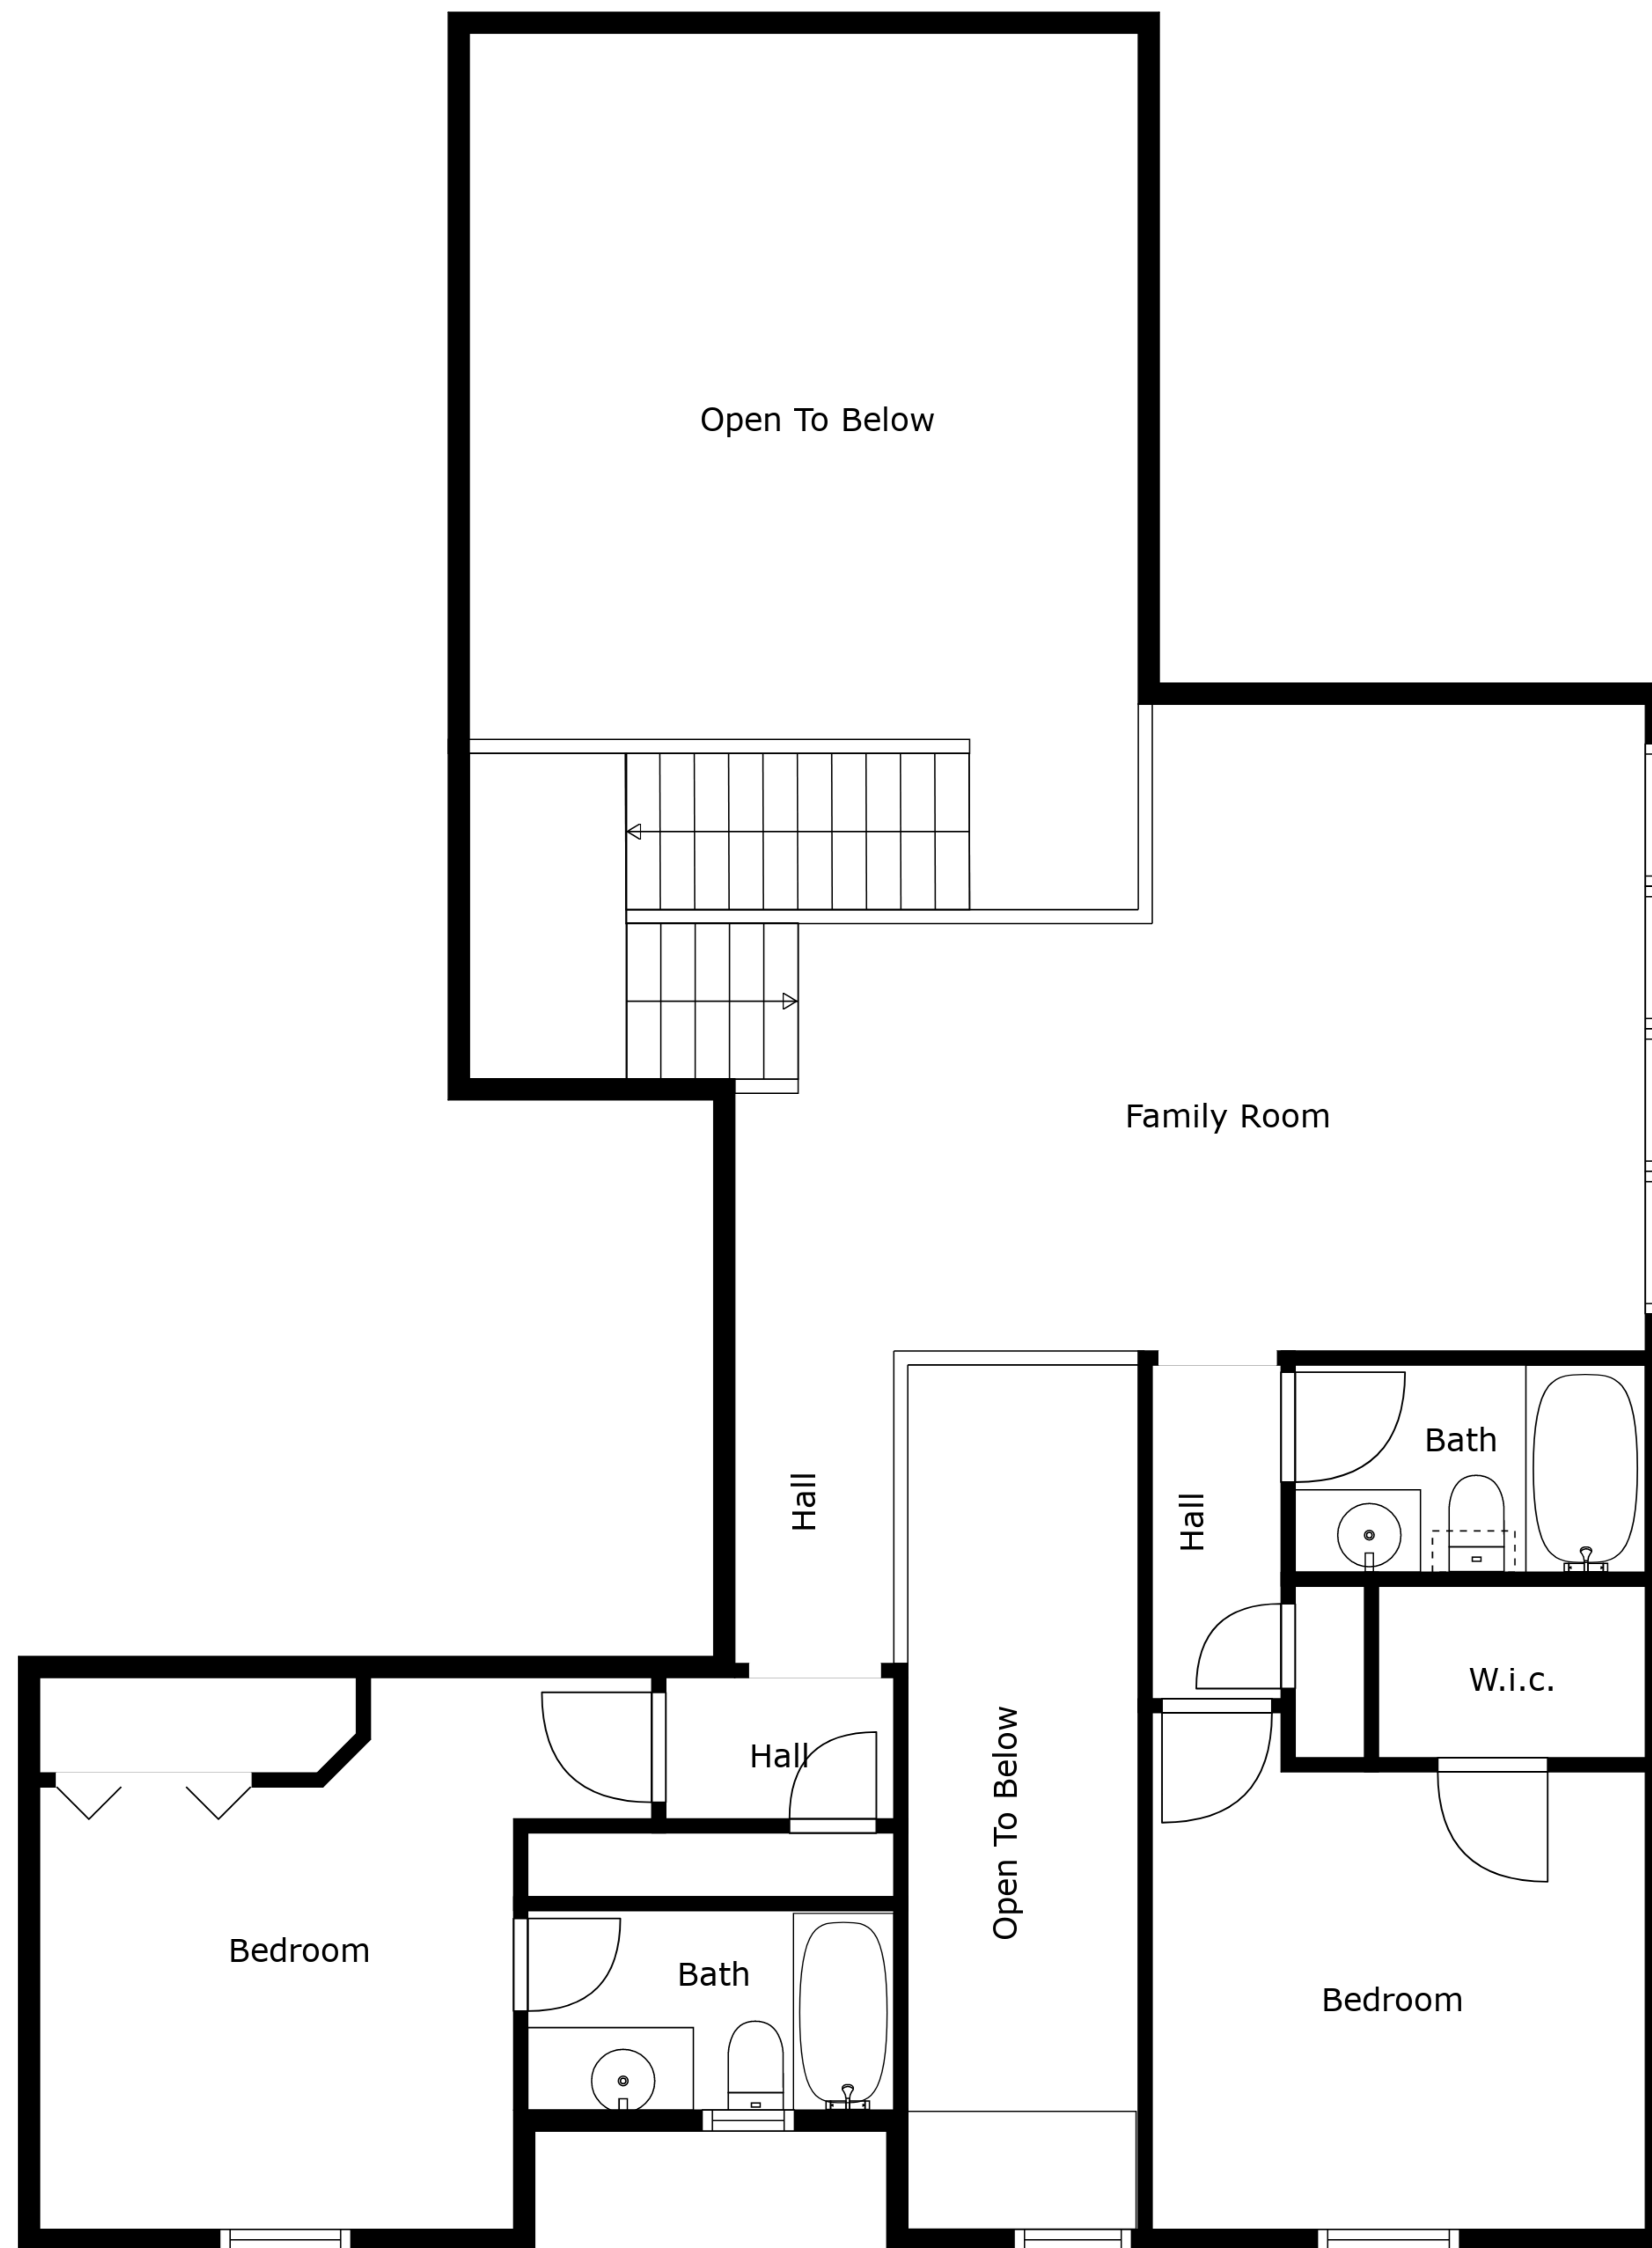 Open To Below
Family Room
Bath
Hall
Hall
W.i.c.
Hall
Open To Below
Bedroom
Bath
Bedroom